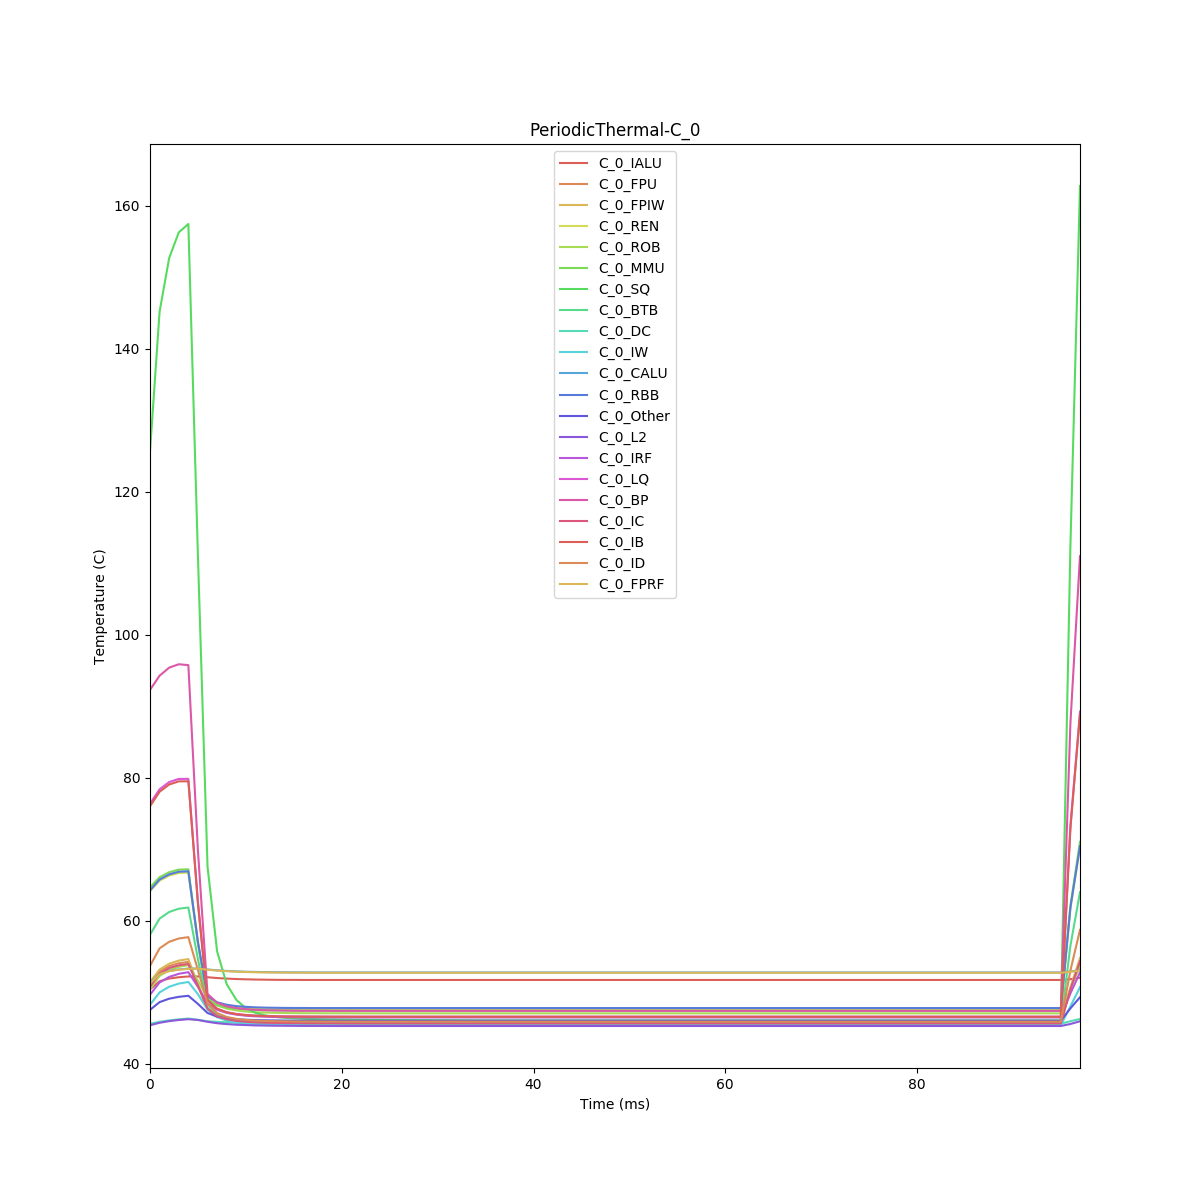 PeriodicThermal-C_0
C_0_IALU
C_0_FPU
C_0_FPIW
C_0_REN
C_0_ROB
C_0_MMU
C_0_SQ
C_0_BTB
C_0_DC
C_0_IW
C_0_CALU
C_0_RBB
C_0_Other
C_0_L2
C_0_IRF
C_0_LQ
C_0_BP
C_0_IC
C_0_IB
C_0_ID
C_0_FPRF
160
140
120
100
80
60
40
Temperature (C)
0 20 40 60 80
Time (ms)